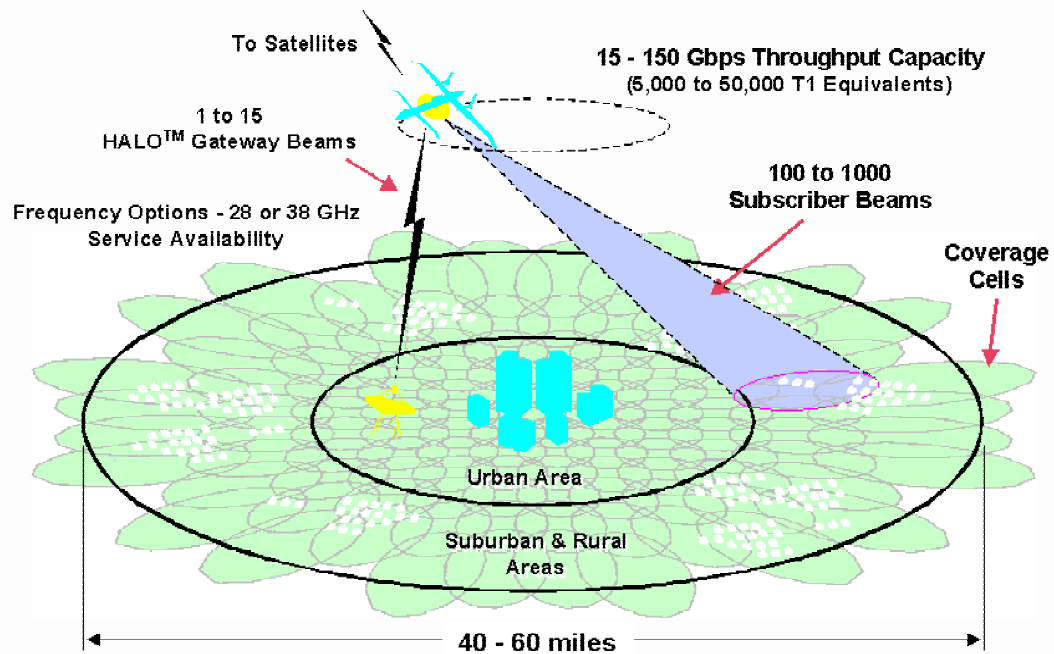 To Satellites
15 - 150 Gbps Throughput Capacity
(5,000 to 50,000 T1 Equivalents)
1 to 15
HALO™ Gateway Beams
100 to 1000
Subscriber Beams
Frequency Options - 28 or 38 GHz
Service Availability
Coverage
Cells
Urban Area
Suburban & Rural
Areas
40 - 60 miles